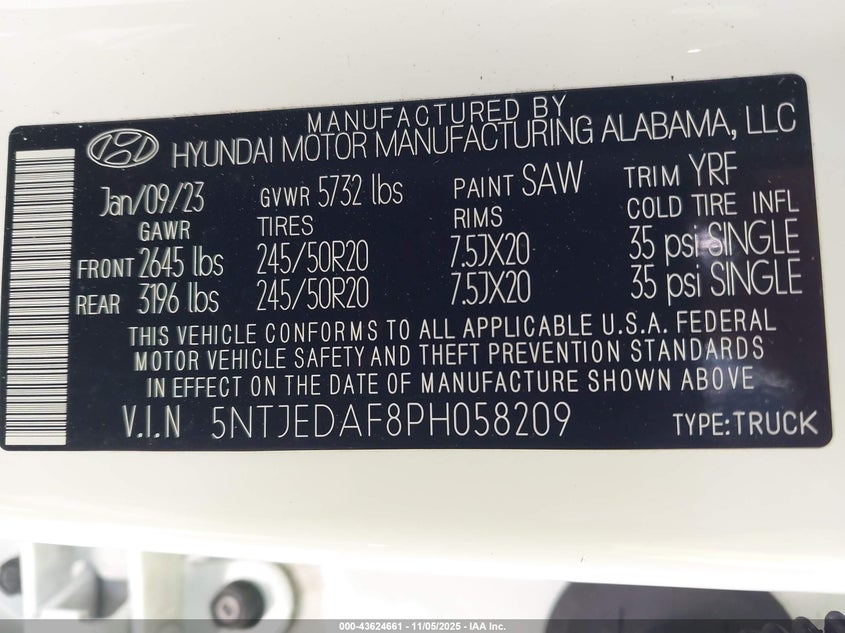 MANUFACTURED BY
HYUNDAI MOTOR MANUFACTURING ALABAMA, LLC
Jan/09/23 GVWR 5732 lbs PAINT SAW TRIM YRF
GAWR TIRES RIMS COLD TIRE INFL
FRONT 2645 lbs 245/50R20 7.5JX20 35 psi SINGLE
REAR 3196 lbs 245/50R20 7.5JX20 35 psi SINGLE
THIS VEHICLE CONFORMS TO ALL APPLICABLE U.S.A. FEDERAL
MOTOR VEHICLE SAFETY AND THEFT PREVENTION STANDARDS
IN EFFECT ON THE DATE OF MANUFACTURE SHOWN ABOVE
V.I.N 5NTJEDAF8PH058209 TYPE:TRUCK
000-43624661 - 11/05/2025 - IAA Inc.